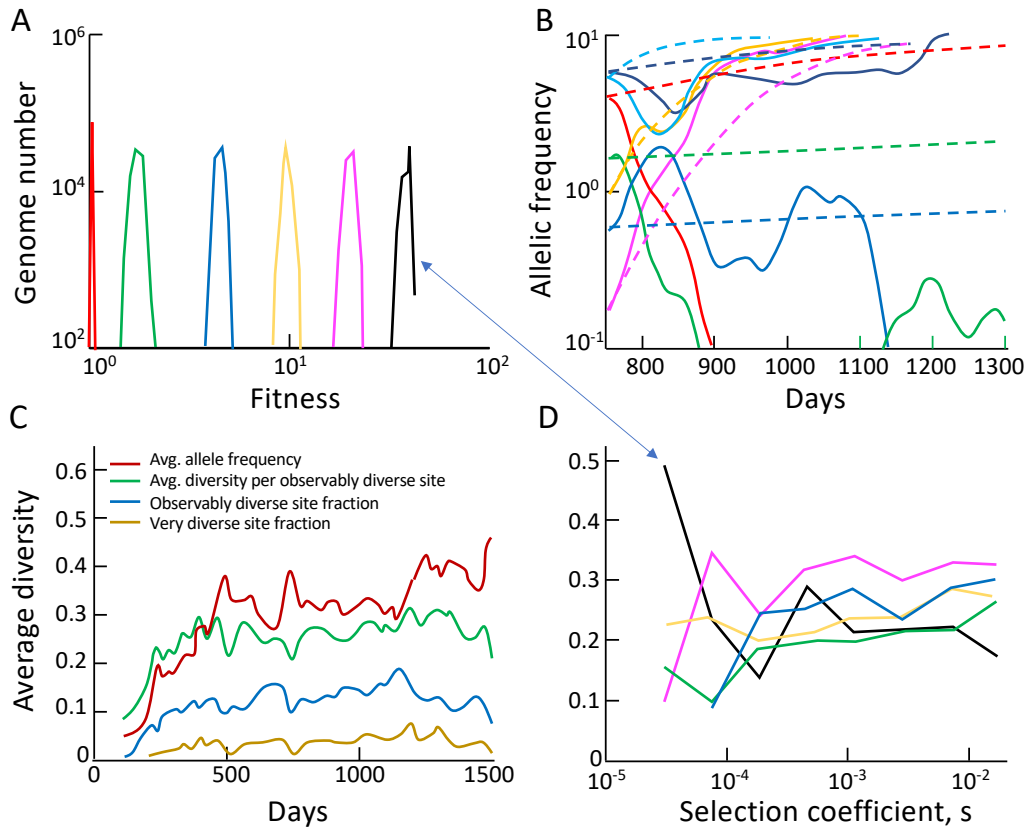 A
Genome number
10^6
10^4
10^2
10^0
10^1
10^2
Fitness
B
Allelic frequency
10^1
10^0
10^-1
800
900
1000
1100
1200
1300
Days
C
Average diversity
0.6
0.5
0.4
0.3
0.2
0.1
0
Avg. allele frequency
Avg. diversity per observably diverse site
Observably diverse site fraction
Very diverse site fraction
0
500
1000
1500
Days
D
0.5
0.4
0.3
0.2
0.1
0
10^-5
10^-4
10^-3
10^-2
Selection coefficient, s